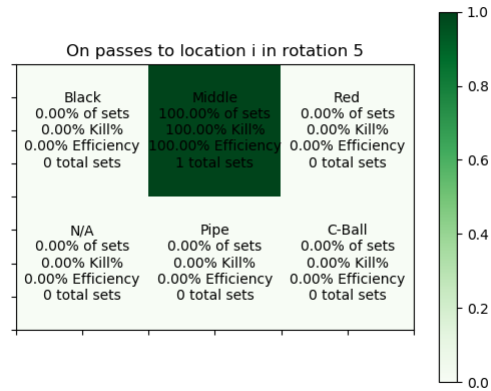 On passes to location i in rotation 5
Black
0.00% of sets
0.00% Kill%
0.00% Efficiency
0 total sets
Middle
100.00% of sets
100.00% Kill%
100.00% Efficiency
1 total sets
Red
0.00% of sets
0.00% Kill%
0.00% Efficiency
0 total sets
N/A
0.00% of sets
0.00% Kill%
0.00% Efficiency
0 total sets
Pipe
0.00% of sets
0.00% Kill%
0.00% Efficiency
0 total sets
C-Ball
0.00% of sets
0.00% Kill%
0.00% Efficiency
0 total sets
1.0
0.8
0.6
0.4
0.2
0.0